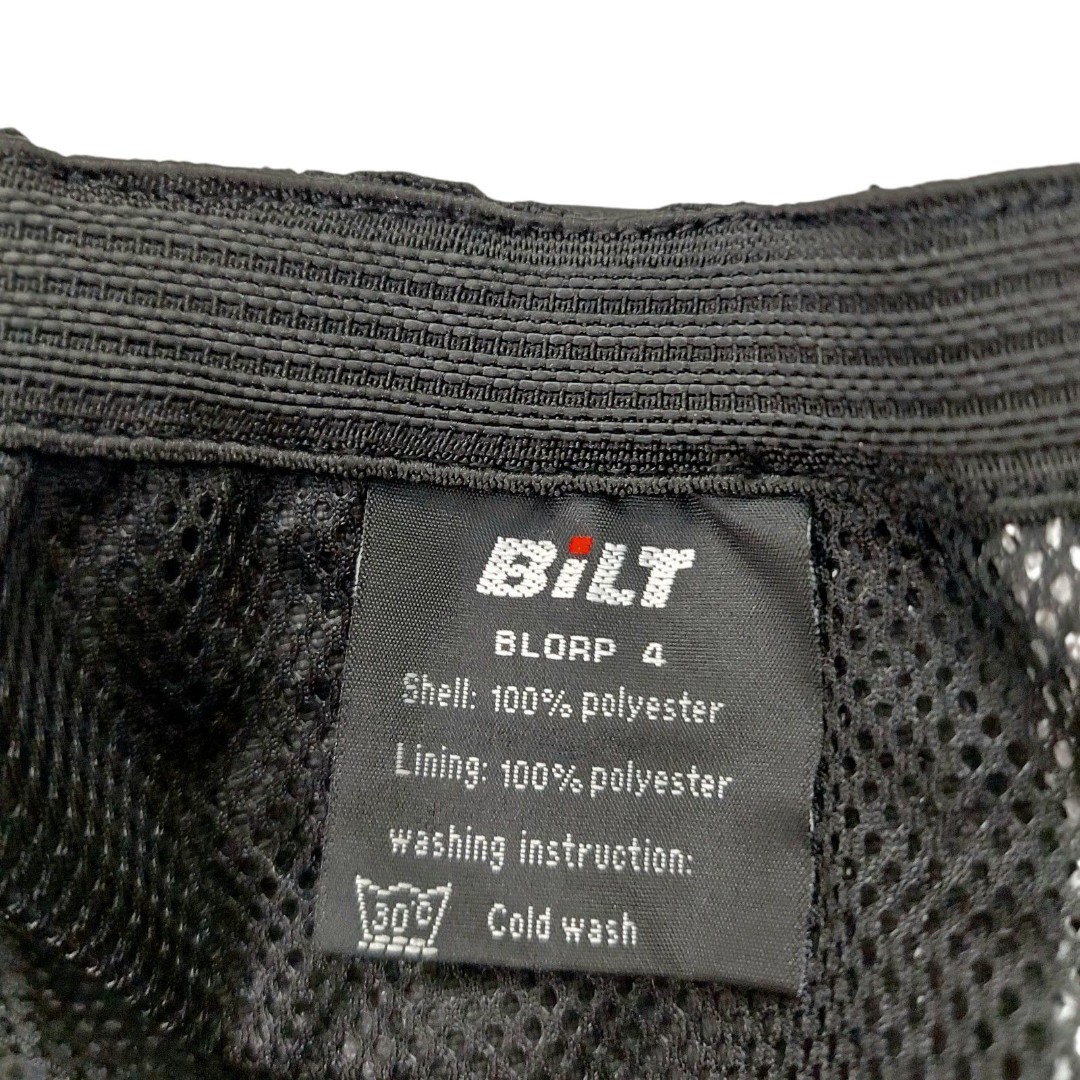 BiLT
BLORP 4
Shell: 100% polyester
Lining: 100% polyester
washing instruction:
30°C Cold wash